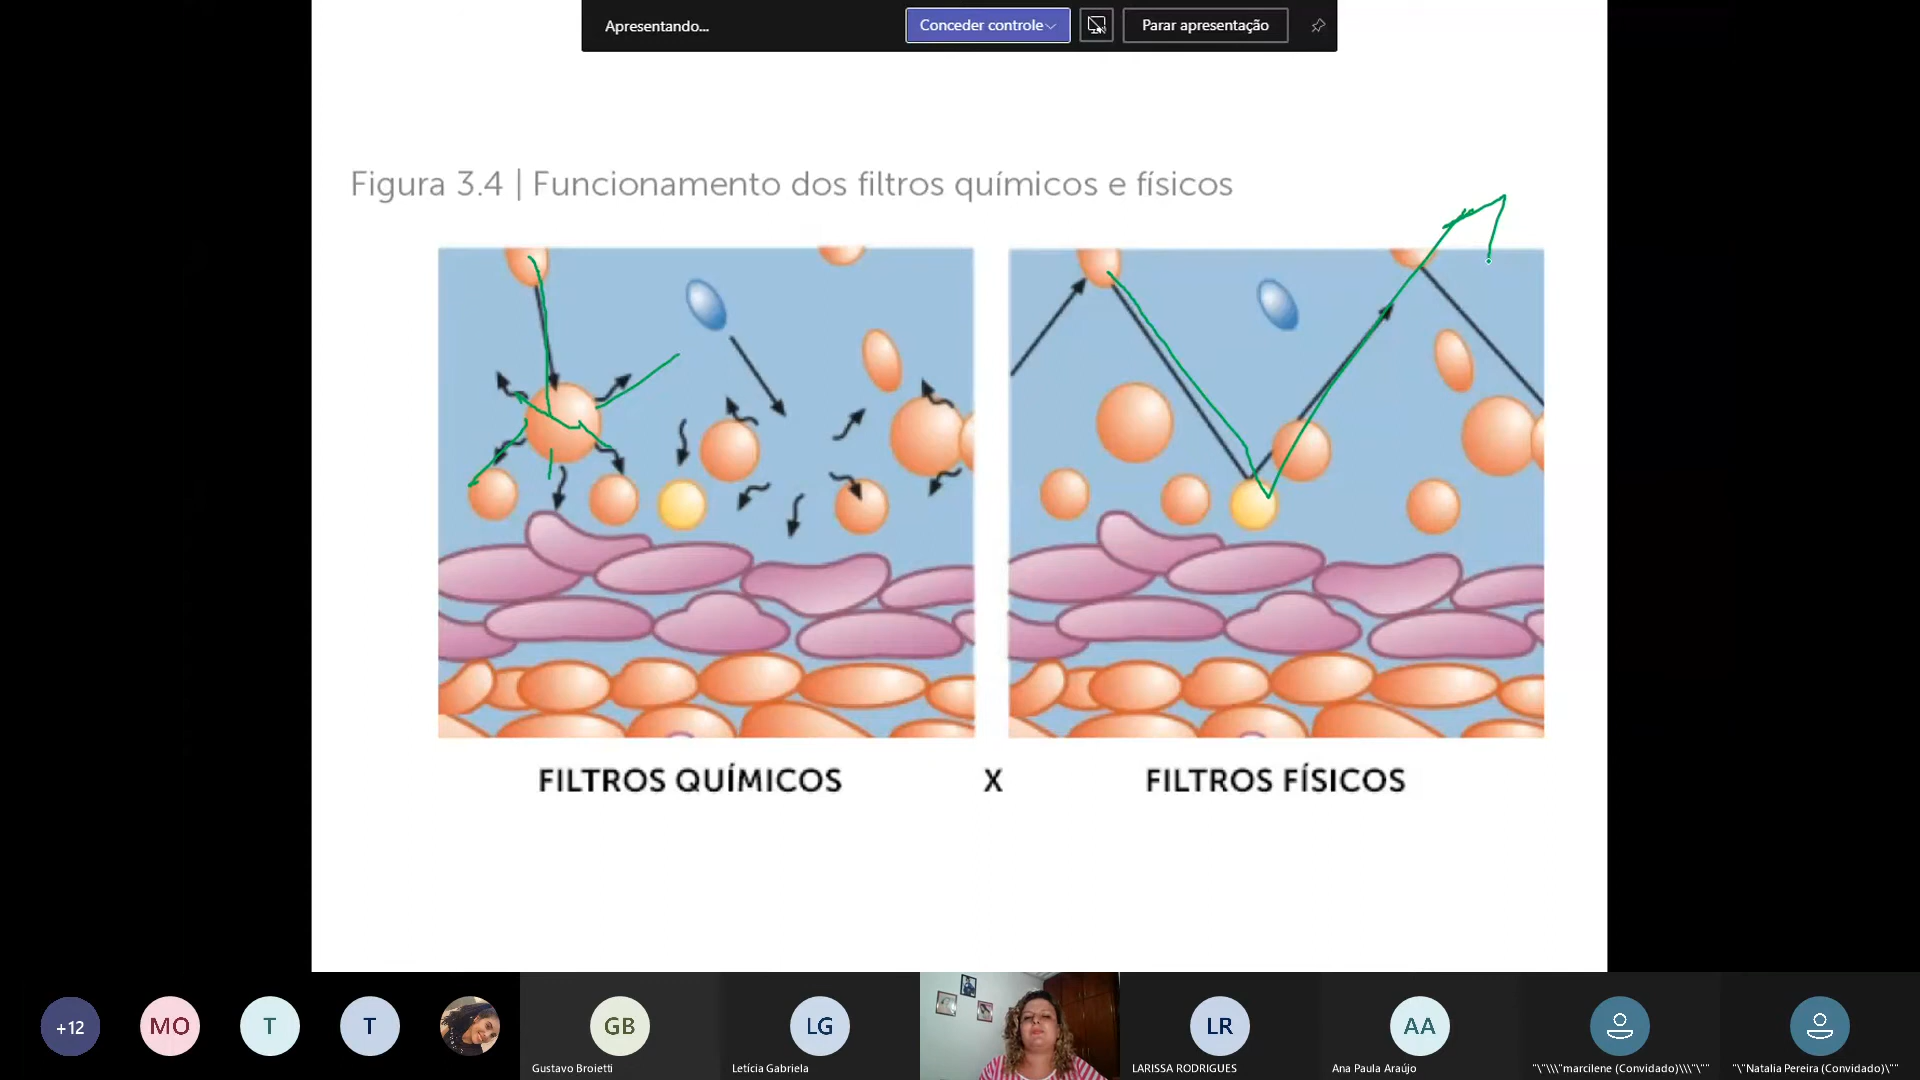 Apresentando...
Conceder controle
Parar apresentação
Figura 3.4 | Funcionamento dos filtros químicos e físicos
FILTROS QUÍMICOS X FILTROS FÍSICOS
+12
MO
T
T
GB
Gustavo Broietti
LG
Letícia Gabriela
LR
LARISSA RODRIGUES
AA
Ana Paula Araújo
"\"\\\"marcilene (Convidado)\\\"\""
"\"Natalia Pereira (Convidado)\""